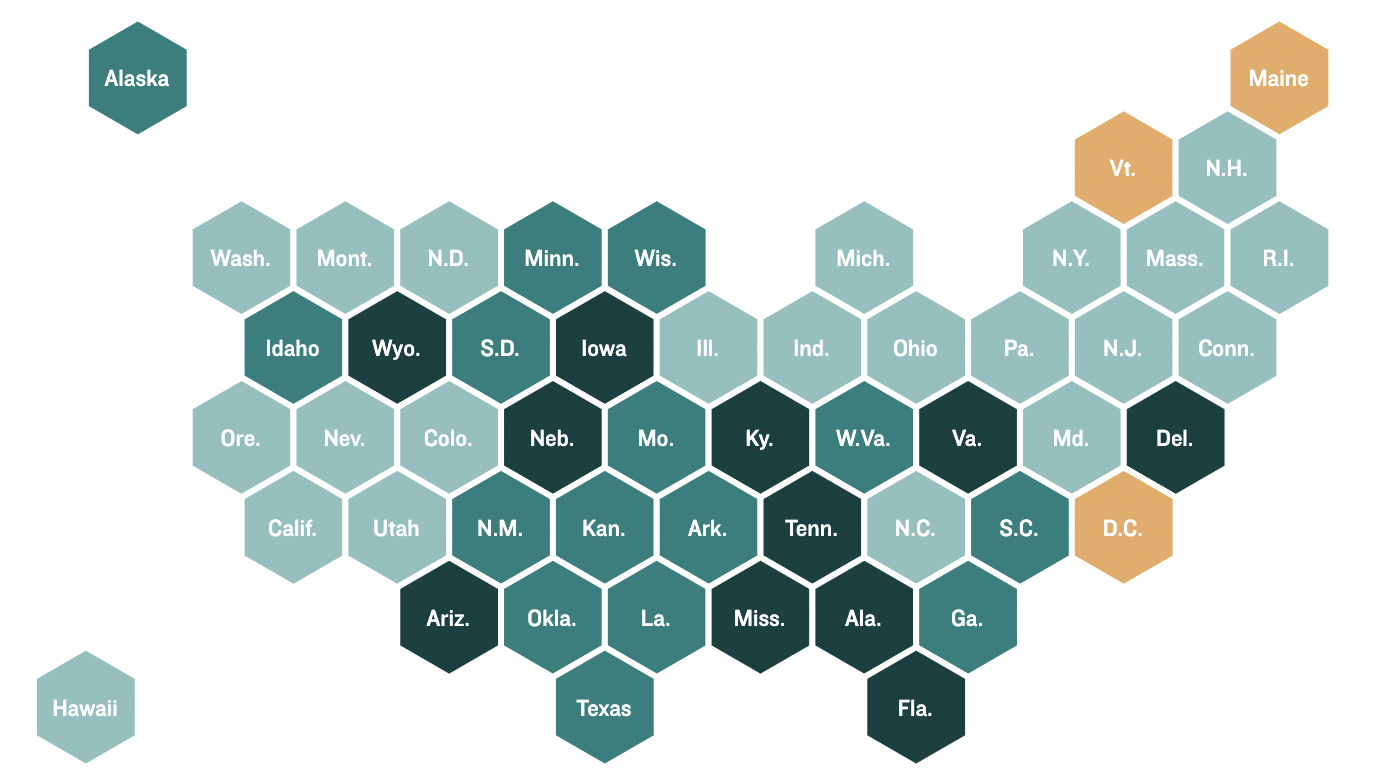 Alaska
Maine
Vt.
N.H.
Wash.
Mont.
N.D.
Minn.
Wis.
Mich.
N.Y.
Mass.
R.I.
Idaho
Wyo.
S.D.
Iowa
Ill.
Ind.
Ohio
Pa.
N.J.
Conn.
Ore.
Nev.
Colo.
Neb.
Mo.
Ky.
W.Va.
Va.
Md.
Del.
Calif.
Utah
N.M.
Kan.
Ark.
Tenn.
N.C.
S.C.
D.C.
Ariz.
Okla.
La.
Miss.
Ala.
Ga.
Hawaii
Texas
Fla.